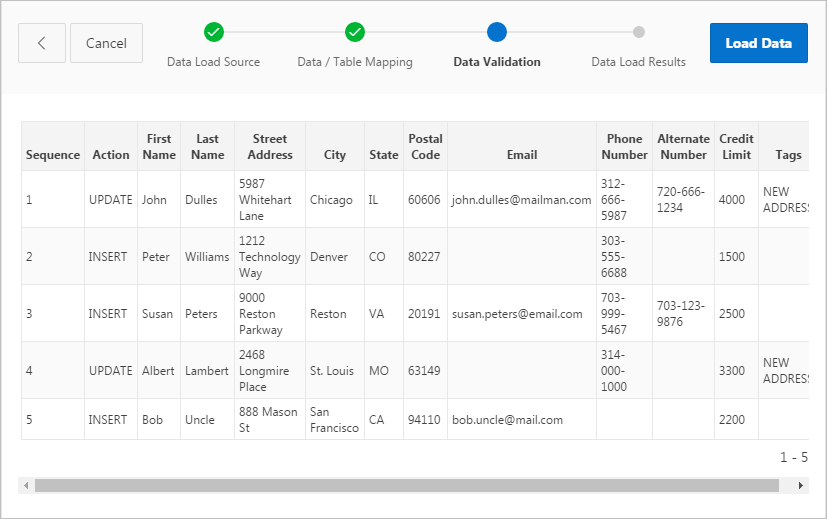 Cancel
Load Data
Data Load Source
Data / Table Mapping
Data Validation
Data Load Results
Sequence Action First Name Last Name Street Address City State Postal Code Email Phone Number Alternate Number Credit Limit Tags
1 UPDATE John Dulles 5987 Whitehart Lane Chicago IL 60606 john.dulles@mailman.com 312-666-5987 720-666-1234 4000 NEW ADDRESS
2 INSERT Peter Williams 1212 Technology Way Denver CO 80227 303-555-6688 1500
3 INSERT Susan Peters 9000 Reston Parkway Reston VA 20191 susan.peters@email.com 703-999-5467 703-123-9876 2500
4 UPDATE Albert Lambert 2468 Longmire Place St. Louis MO 63149 314-000-1000 3300 NEW ADDRESS
5 INSERT Bob Uncle 888 Mason St San Francisco CA 94110 bob.uncle@mail.com 2200
1 - 5